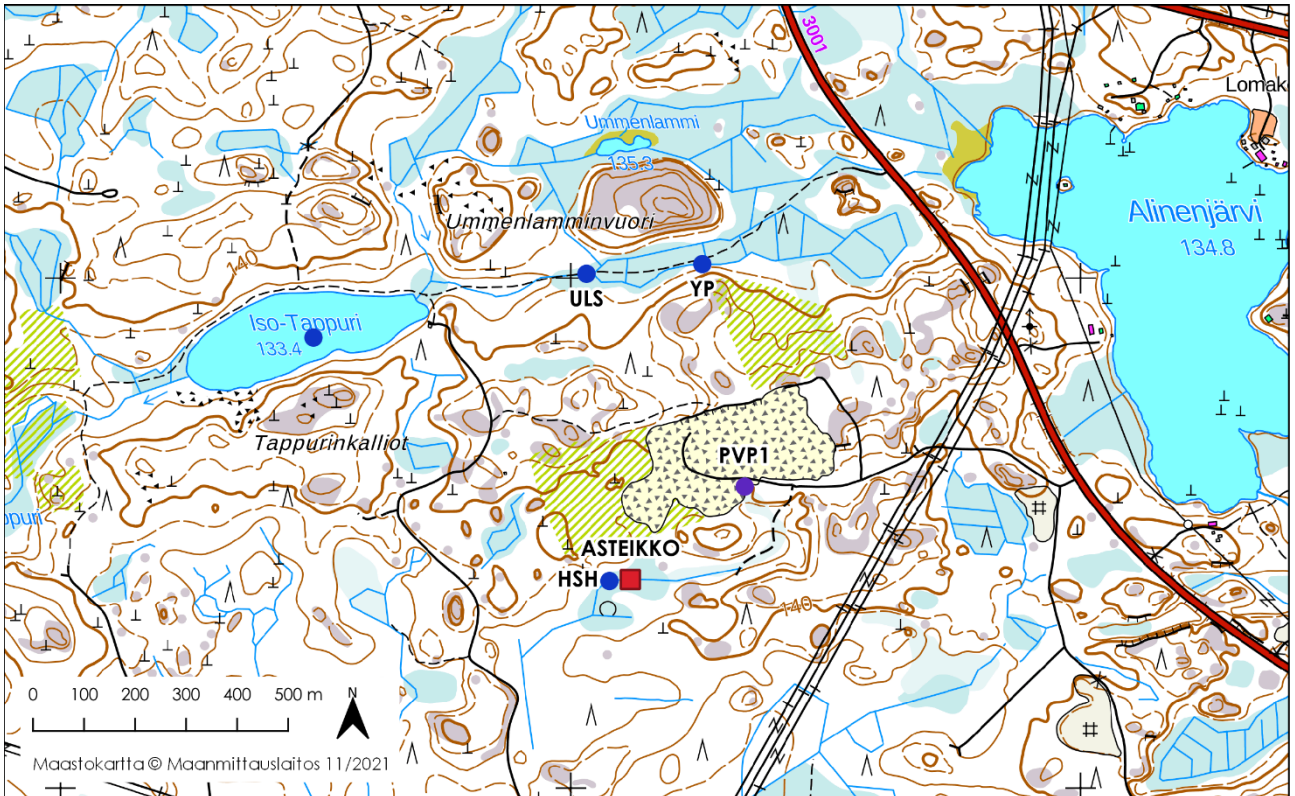 3001
Lomak
Ummenlammi
135.3
Alinenjärvi
134.8
Ummenlamminvuori
140
ULS
YP
Iso-Tappuri
133.4
Tappurinkalliot
PVP1
ppuri
ASTEIKKO
HSH
140
0 100 200 300 400 500 m
N
Maastokartta © Maanmittauslaitos 11/2021